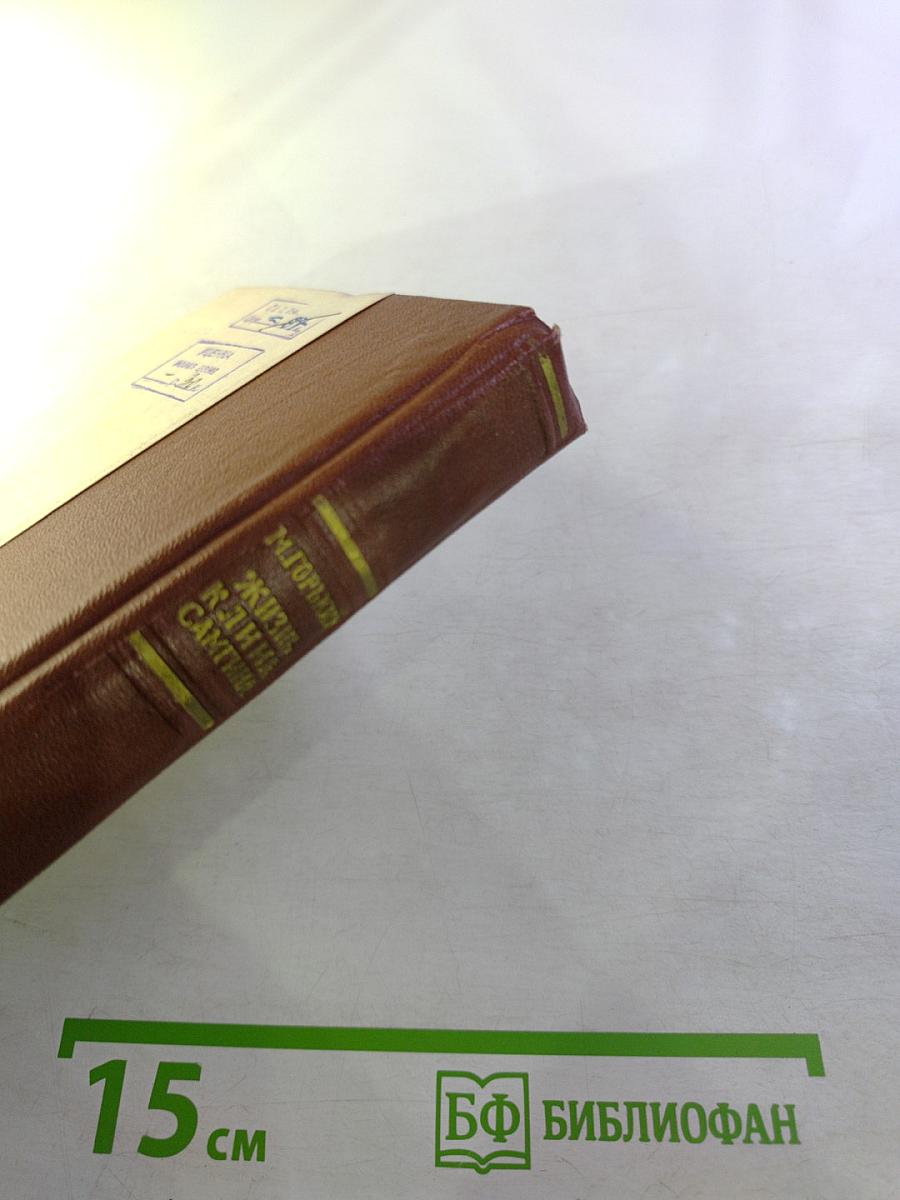 М.ГОРЬКИЙ
ЖИЗНЬ
КЛИМА
САМГИНА
15 см
БФ БИБЛИОФАН